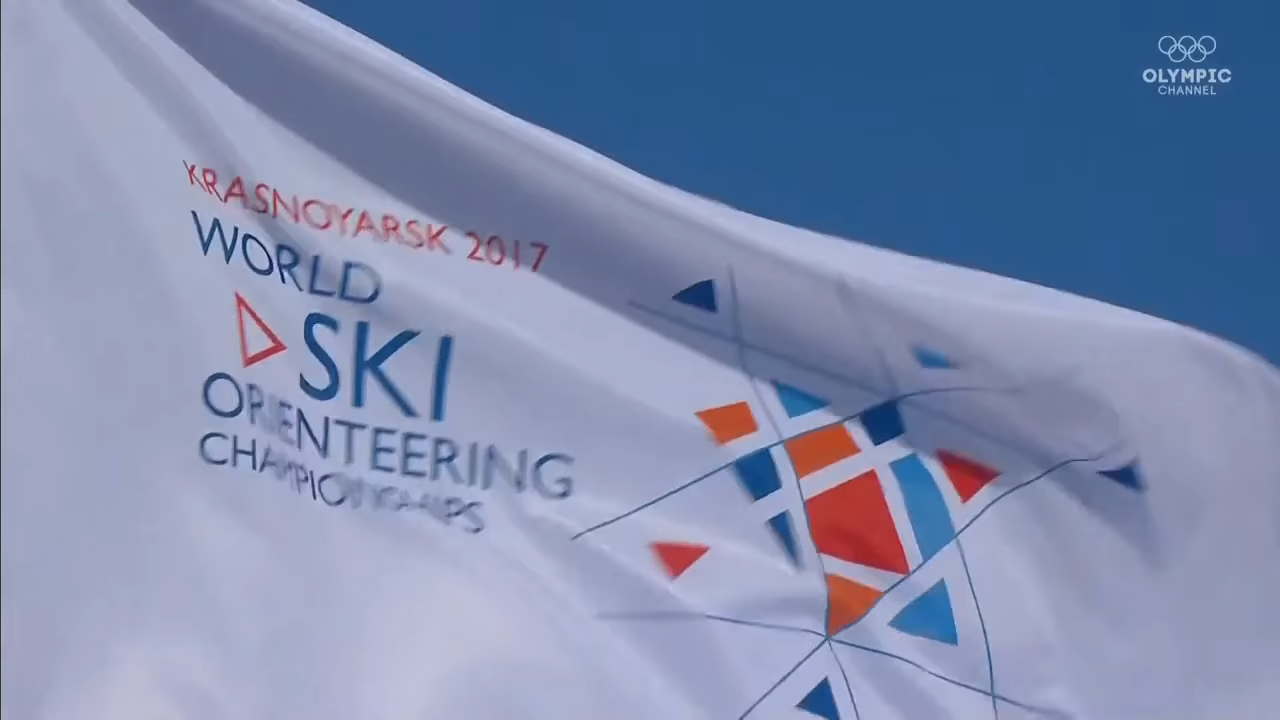 OLYMPIC
CHANNEL
KRASNOYARSK 2017
WORLD
SKI
ORIENTEERING
CHAMPIONSHIPS